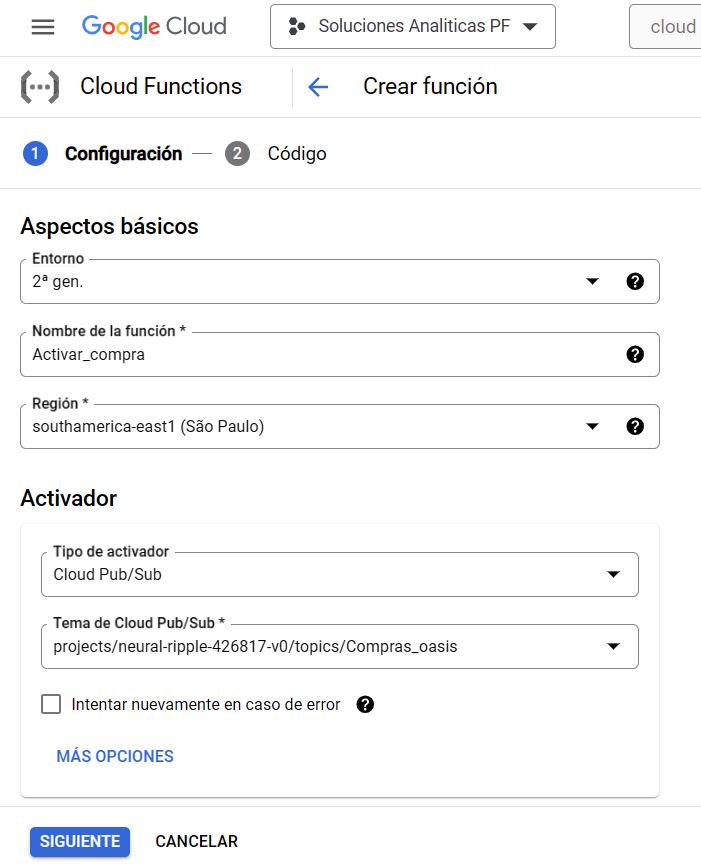 Google Cloud
Soluciones Analiticas PF
cloud
Cloud Functions
Crear función
1 Configuración
2 Código
Aspectos básicos
Entorno
2ª gen.
Nombre de la función *
Activar_compra
Región *
southamerica-east1 (São Paulo)
Activador
Tipo de activador
Cloud Pub/Sub
Tema de Cloud Pub/Sub *
projects/neural-ripple-426817-v0/topics/Compras_oasis
Intentar nuevamente en caso de error
MÁS OPCIONES
SIGUIENTE
CANCELAR